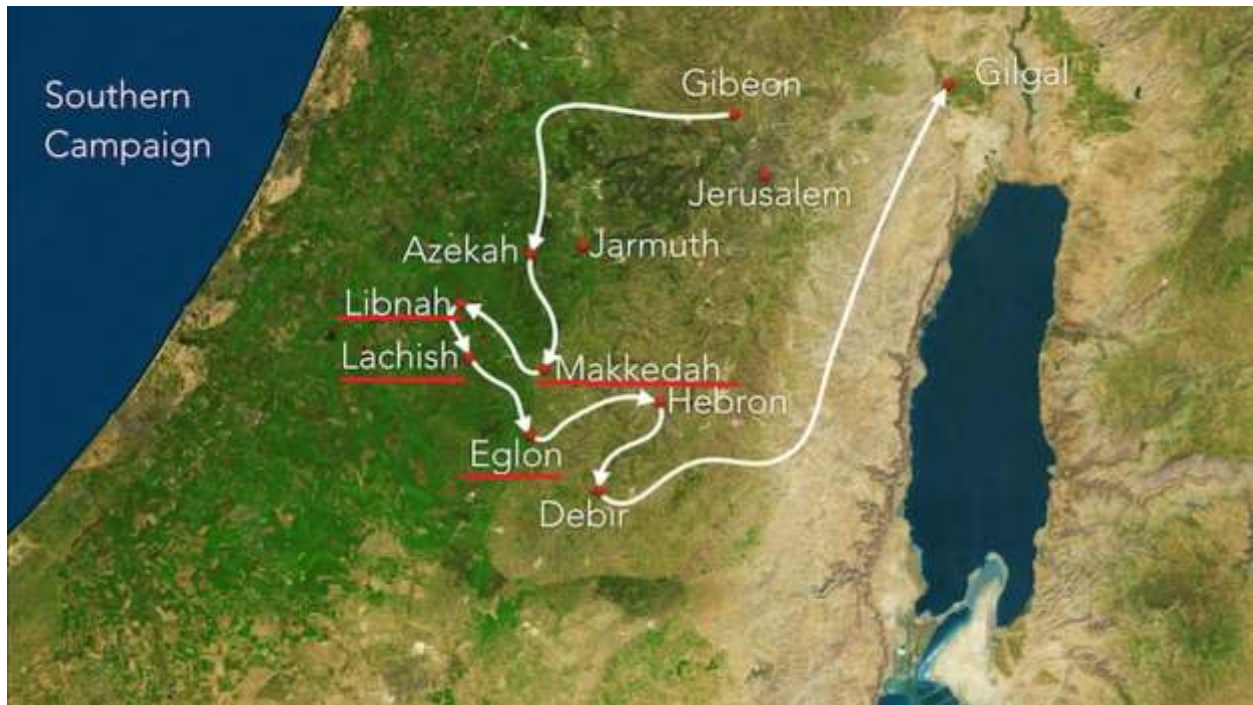 Southern
Campaign
Gibeon
Gilgal
Jerusalem
Azekah
Jarmuth
Libnah
Lachish
Makkedah
Hebron
Eglon
Debir